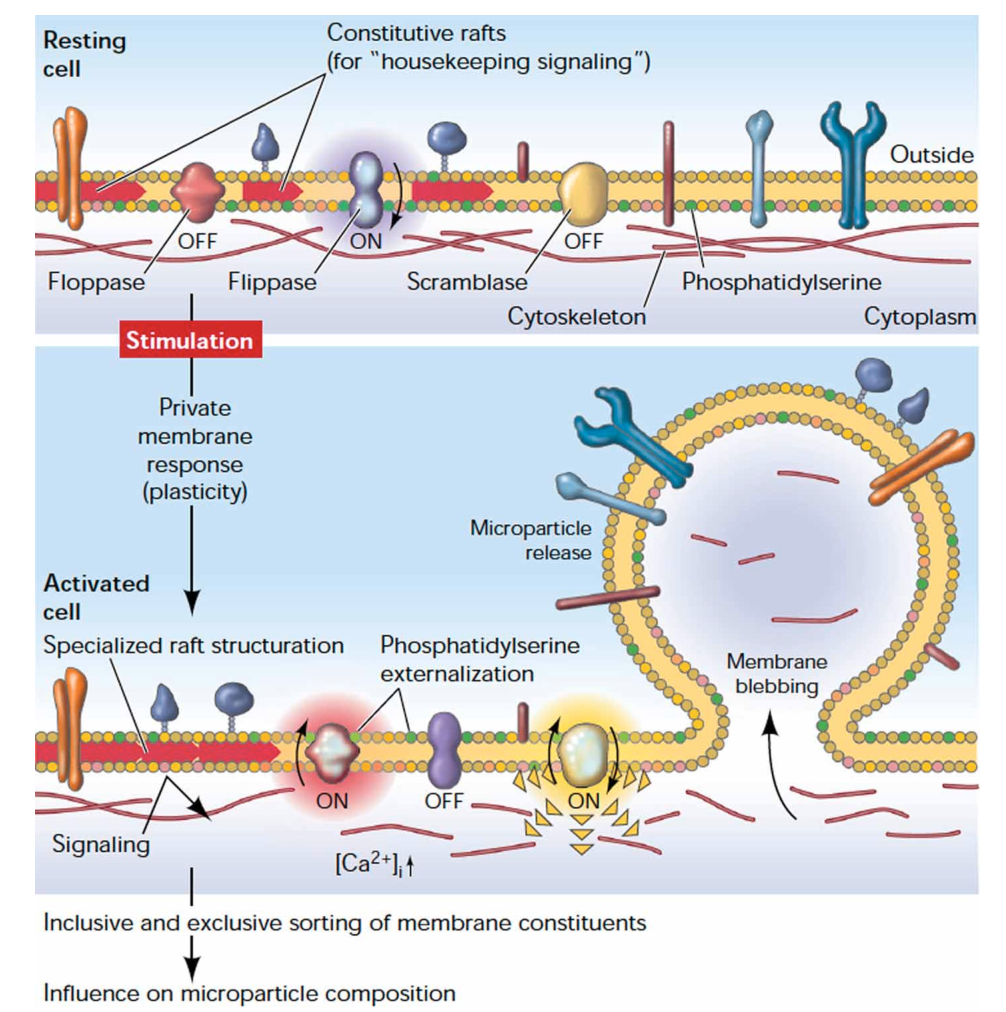 Resting
cell
Constitutive rafts
(for “housekeeping signaling”)
Outside
OFF
ON
OFF
Floppase
Flippase
Scramblase
Phosphatidylserine
Cytoskeleton
Cytoplasm
Stimulation
Private
membrane
response
(plasticity)
Microparticle
release
Activated
cell
Specialized raft structuration
Phosphatidylserine
externalization
Membrane
blebbing
ON
OFF
ON
Signaling
[Ca²⁺]ᵢ↑
Inclusive and exclusive sorting of membrane constituents
Influence on microparticle composition